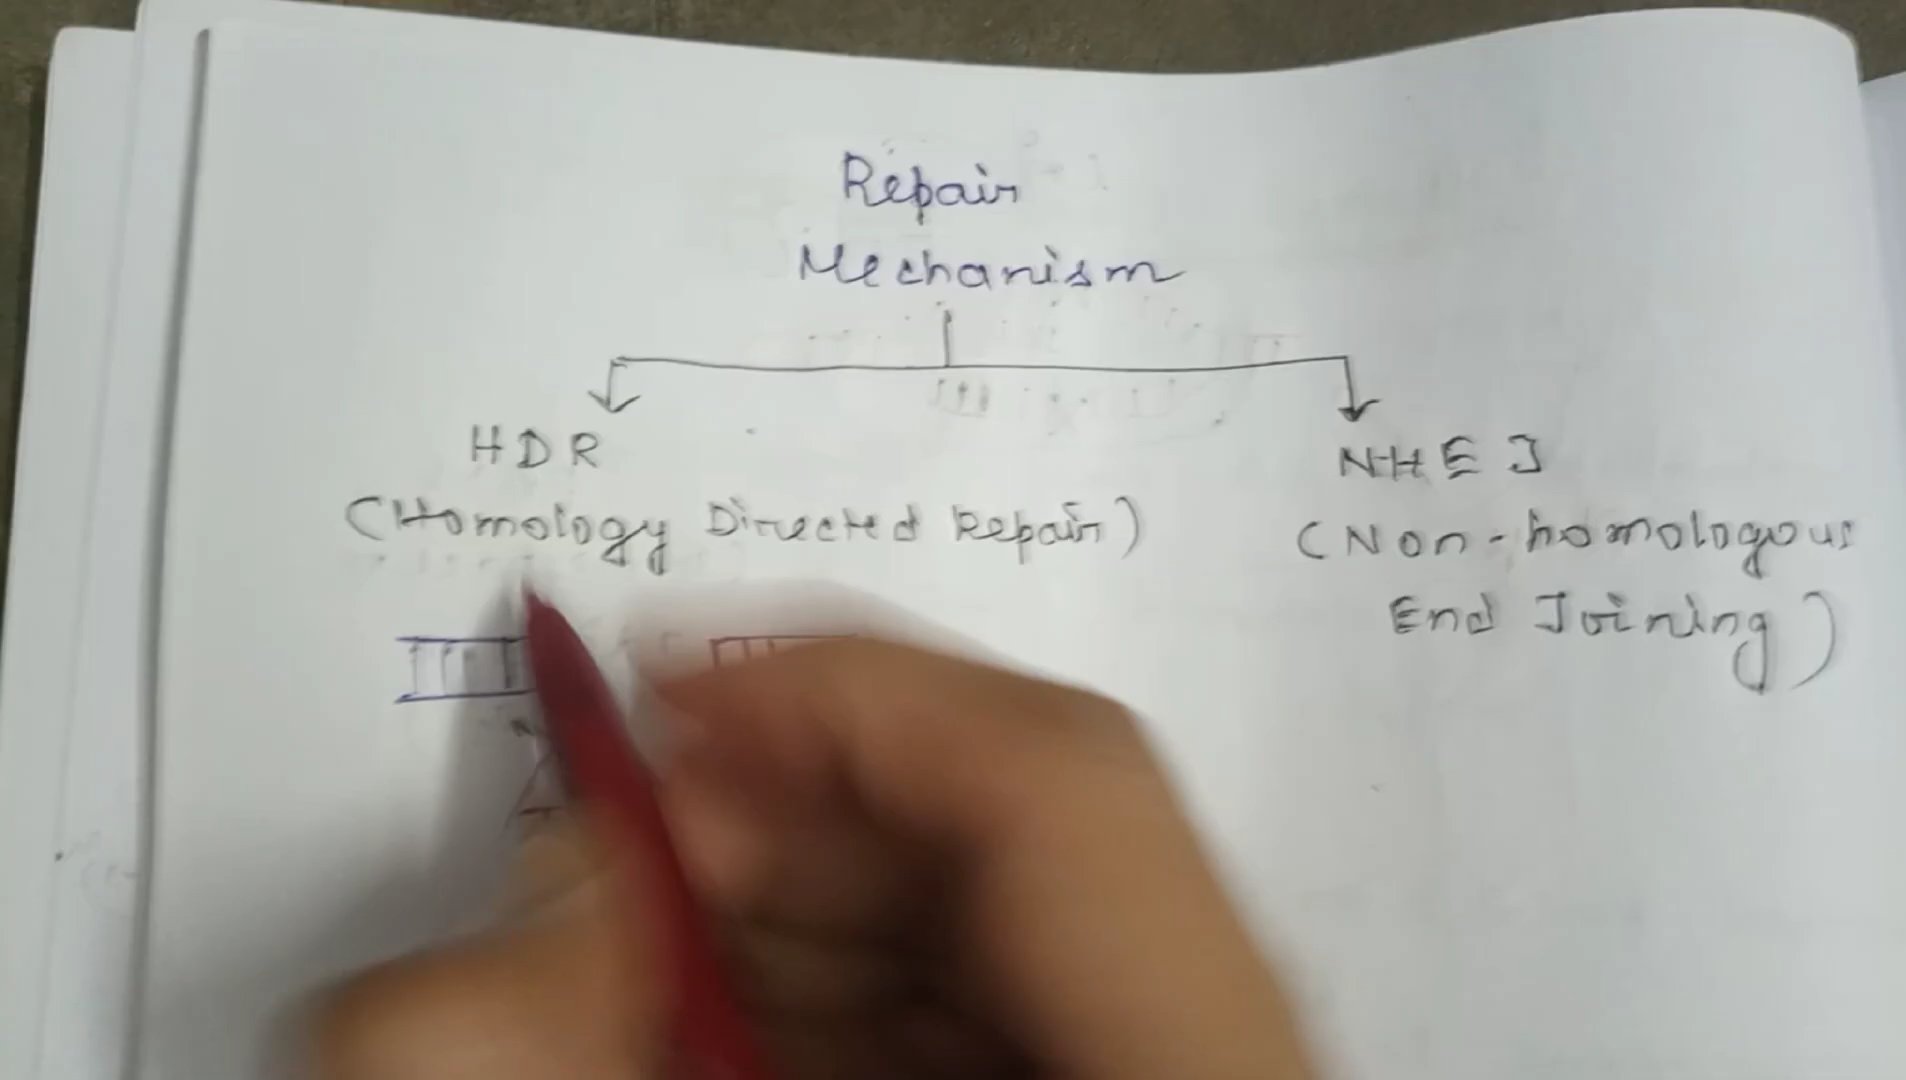 Repair
Mechanism
HDR
(Homology Directed Repair)
NHEJ
(Non-homologous
End Joining)